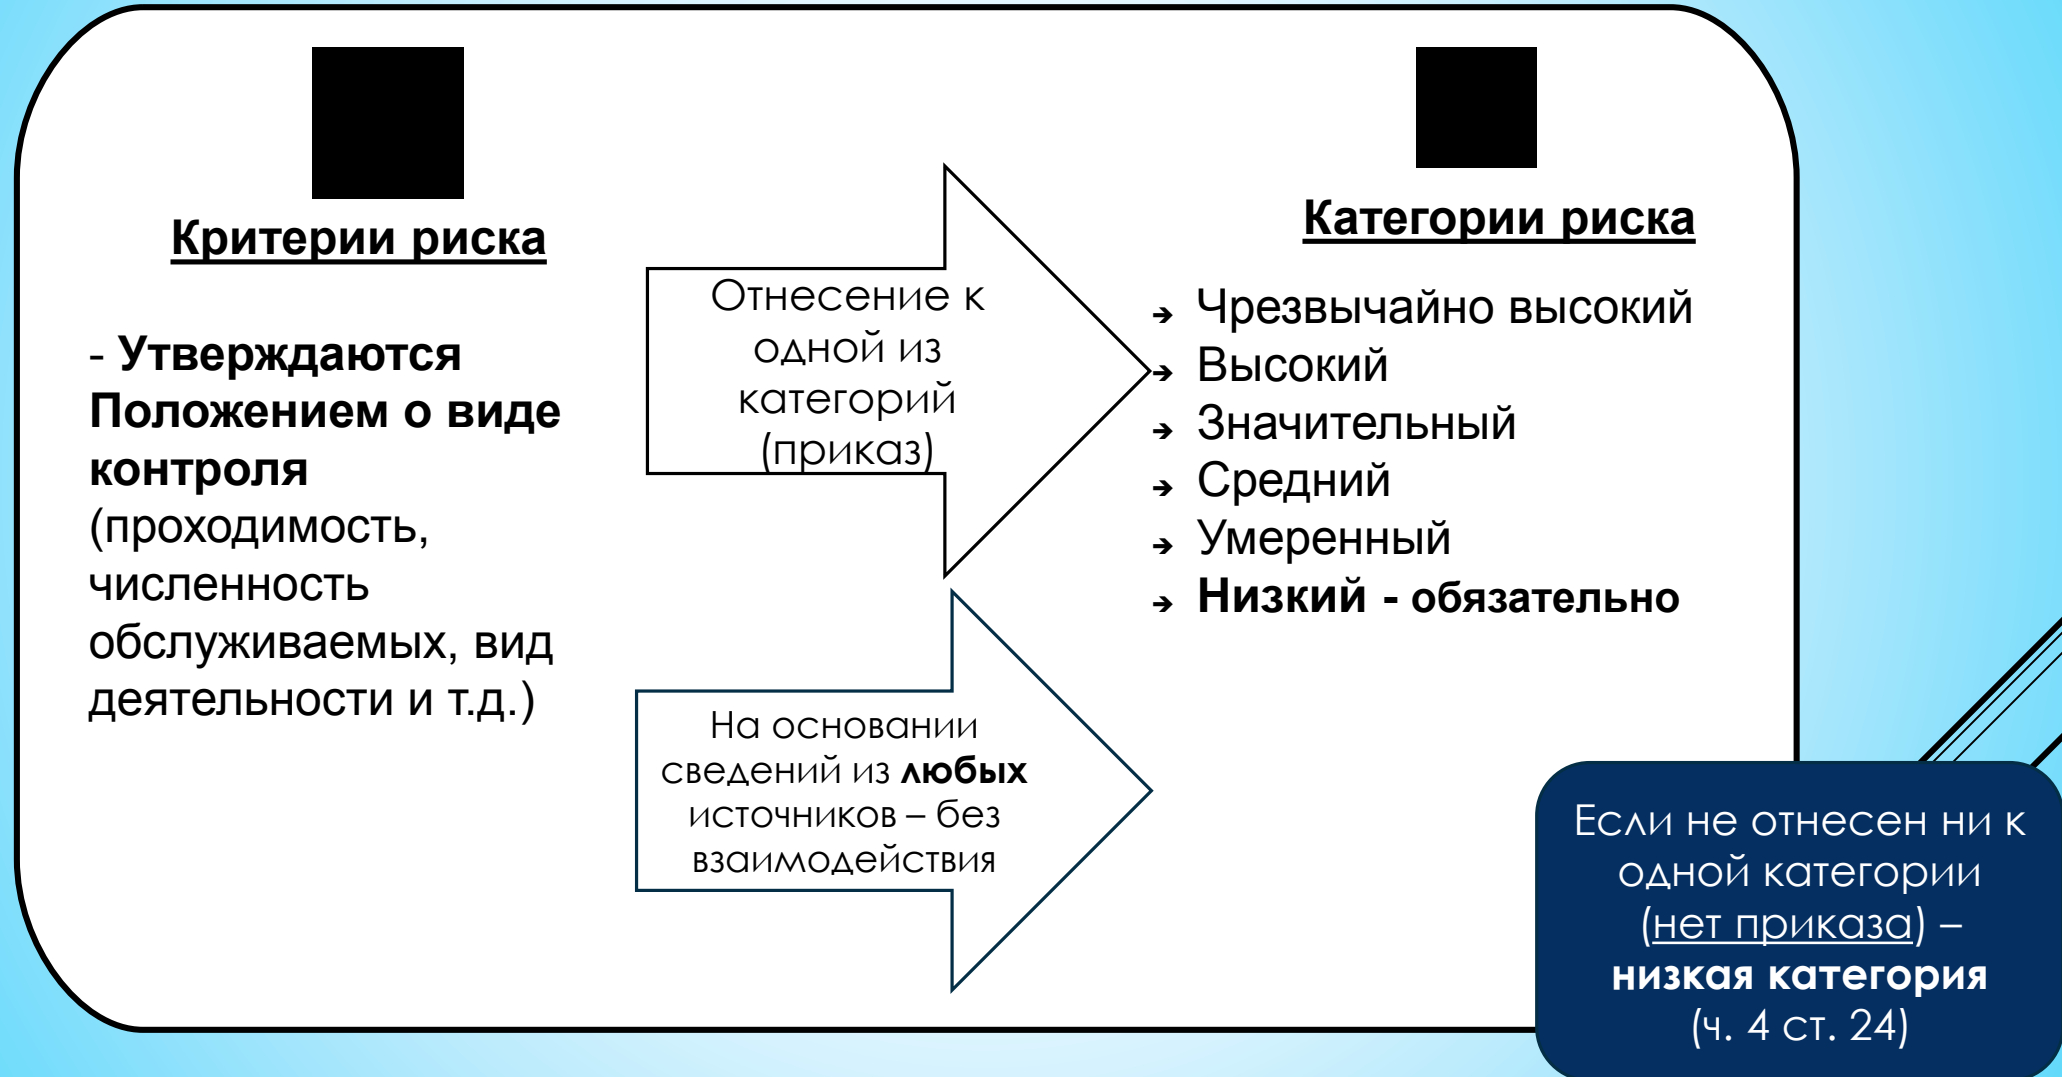 Критерии риска
- Утверждаются
Положением о виде
контроля
(проходимость,
численность
обслуживаемых, вид
деятельности и т.д.)
Отнесение к
одной из
категорий
(приказ)
На основании
сведений из любых
источников – без
взаимодействия
Категории риска
➔ Чрезвычайно высокий
➔ Высокий
➔ Значительный
➔ Средний
➔ Умеренный
➔ Низкий - обязательно
Если не отнесен ни к
одной категории
(нет приказа) –
низкая категория
(ч. 4 ст. 24)